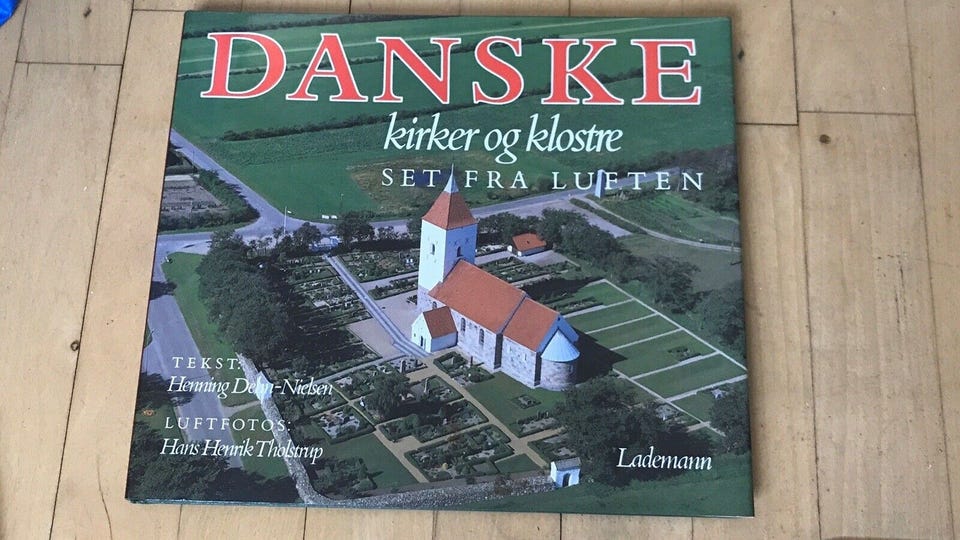 DANSKE
kirker og klostre
SET FRA LUFTEN
TEKST:
Henning Dehn-Nielsen
LUFTFOTOS:
Hans Henrik Tholstrup
Lademann